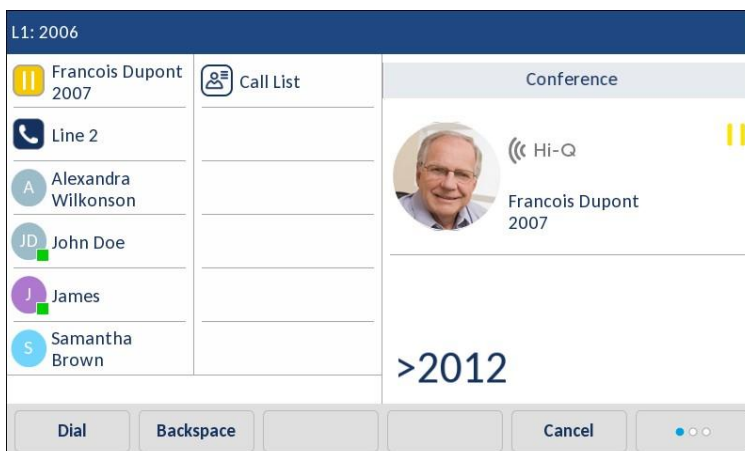 L1: 2006
Francois Dupont
2007
Line 2
A
Alexandra
Wilkonson
JD
John Doe
J
James
S
Samantha
Brown
Call List
Conference
Hi-Q
Francois Dupont
2007
>2012
Dial
Backspace
Cancel